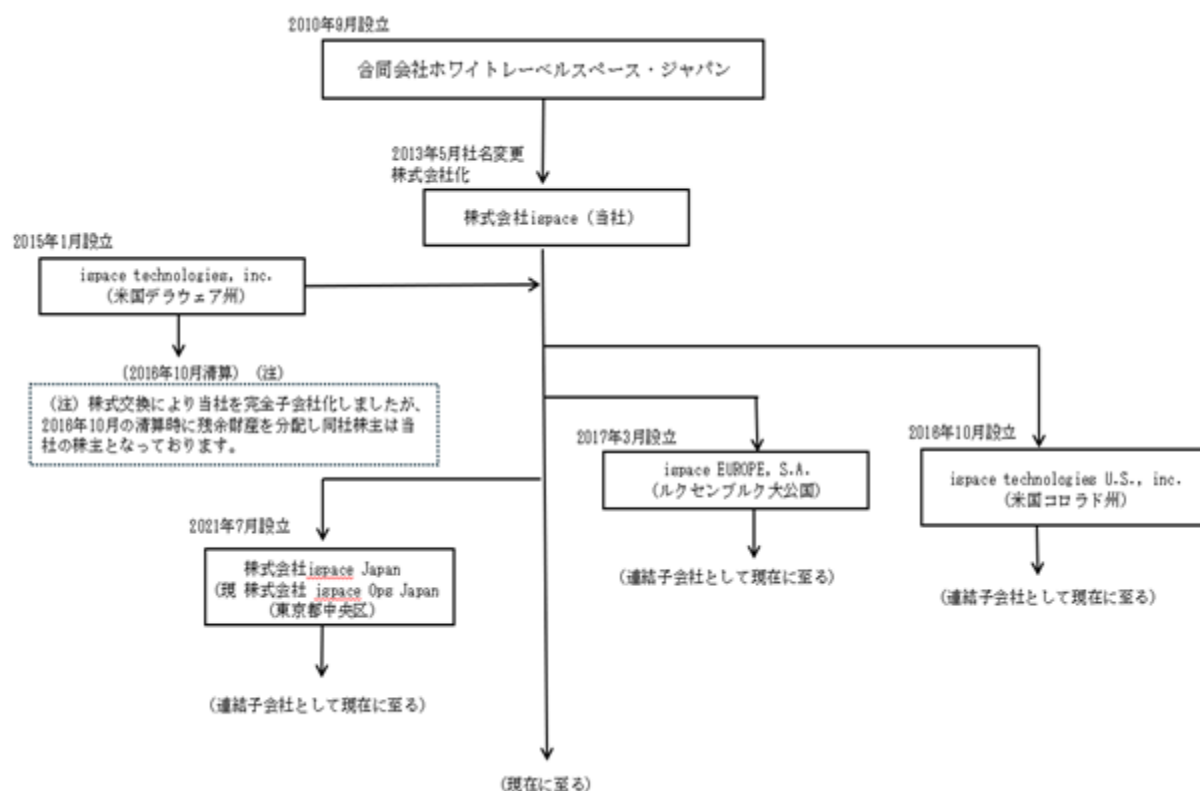 2010年9月設立
合同会社ホワイトレーベルスペース・ジャパン
2013年5月社名変更
株式会社化
株式会社ispace（当社）
2015年1月設立
ispace technologies, inc.
(米国デラウェア州)
(2016年10月清算)（注）
（注）株式交換により当社を完全子会社化しましたが、
2016年10月の清算時に残余財産を分配し同社株主は当
社の株主となっております。
2017年3月設立
ispace EUROPE, S.A.
(ルクセンブルク大公国)
(連結子会社として現在に至る)
2016年10月設立
ispace technologies U.S., inc.
(米国コロラド州)
(連結子会社として現在に至る)
2021年7月設立
株式会社ispace Japan
(現 株式会社 ispace Ops Japan
(東京都中央区)
(連結子会社として現在に至る)
(現在に至る)